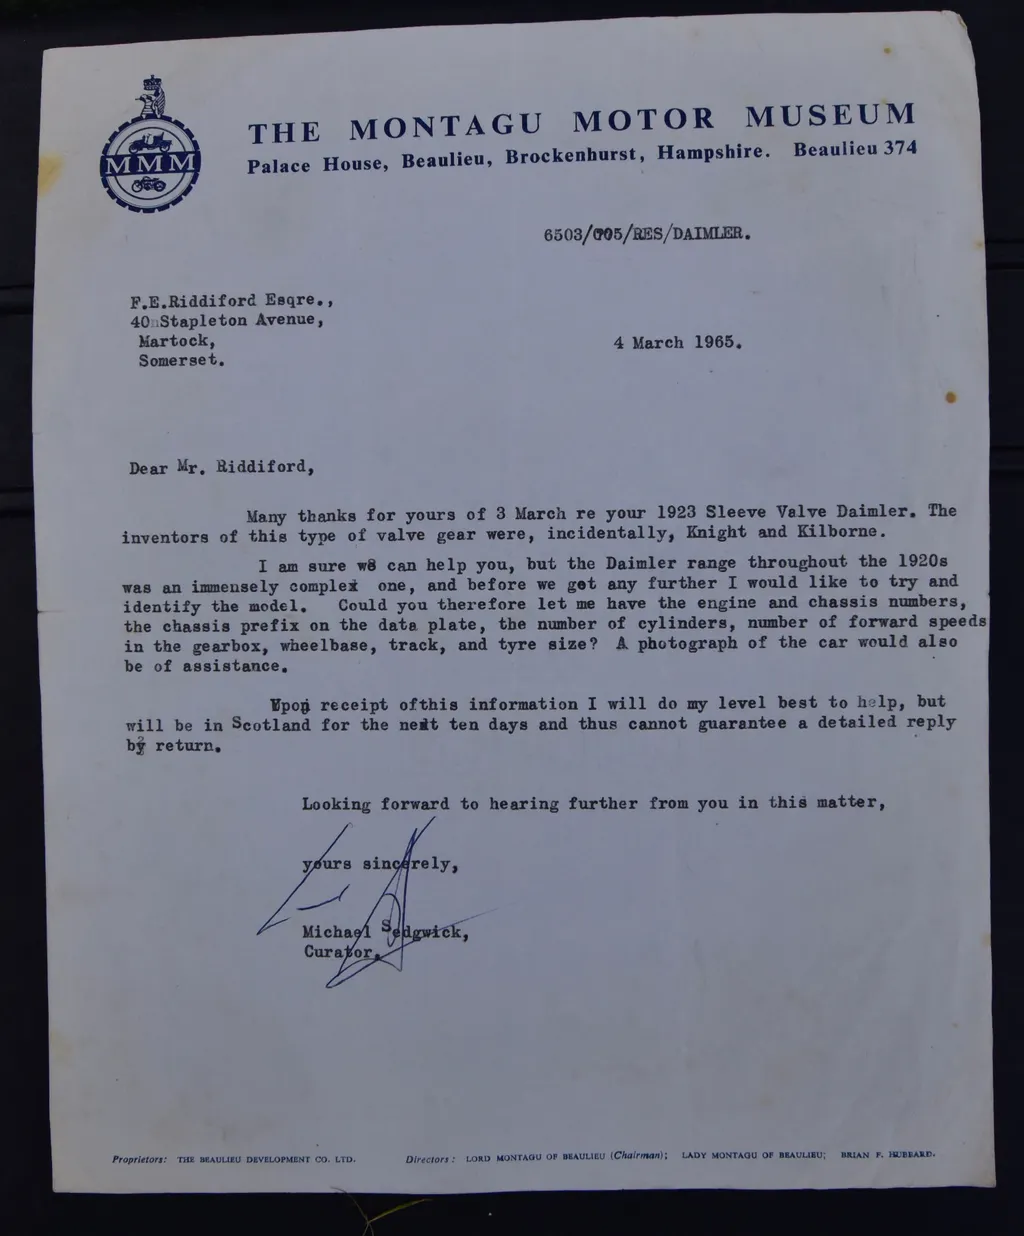 MMM
THE MONTAGU MOTOR MUSEUM
Palace House, Beaulieu, Brockenhurst, Hampshire. Beaulieu 374
6503/005/RES/DAIMLER.
F.E.Riddiford Esqre.,
40 Stapleton Avenue,
Martock,
Somerset.
4 March 1965.
Dear Mr. Riddiford,
Many thanks for yours of 3 March re your 1923 Sleeve Valve Daimler. The
inventors of this type of valve gear were, incidentally, Knight and Kilborne.
I am sure we can help you, but the Daimler range throughout the 1920s
was an immensely complex one, and before we get any further I would like to try and
identify the model. Could you therefore let me have the engine and chassis numbers,
the chassis prefix on the data plate, the number of cylinders, number of forward speeds
in the gearbox, wheelbase, track, and tyre size? A photograph of the car would also
be of assistance.
Upon receipt ofthis information I will do my level best to help, but
will be in Scotland for the next ten days and thus cannot guarantee a detailed reply
by return.
Looking forward to hearing further from you in this matter,
yours sincerely,
Michael Sedgwick,
Curator.
Proprietors: THE BEAULIEU DEVELOPMENT CO. LTD. Directors: LORD MONTAGU OF BEAULIEU (Chairman); LADY MONTAGU OF BEAULIEU; BRIAN F. HUBBARD.